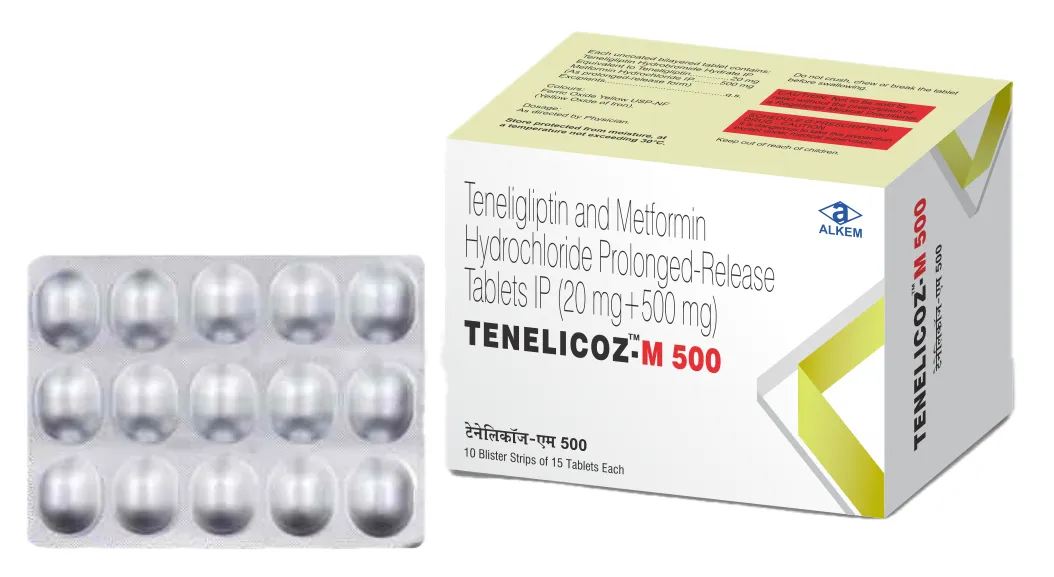 Each uncoated bilayered tablet contains:
Teneligliptin Hydrobromide Hydrate IP
Equivalent to Teneligliptin............20 mg
Metformin Hydrochloride IP..........500 mg
(As prolonged-release form)
Excipients.................................q.s.
Colours:
Ferric Oxide Yellow USP-NF
(Yellow Oxide of Iron).
Dosage:
As directed by Physician.
Store protected from moisture, at
a temperature not exceeding 30°C.
Do not crush, chew or break the tablet
before swallowing.
Keep out of reach of children.
Teneligliptin and Metformin
Hydrochloride Prolonged-Release
Tablets IP (20 mg+500 mg)
TENELICOZ™-M 500
टेनेलिकॉज-एम 500
10 Blister Strips of 15 Tablets Each
a
ALKEM
TENELICOZ™-M 500
टेनेलिकॉज-एम 500